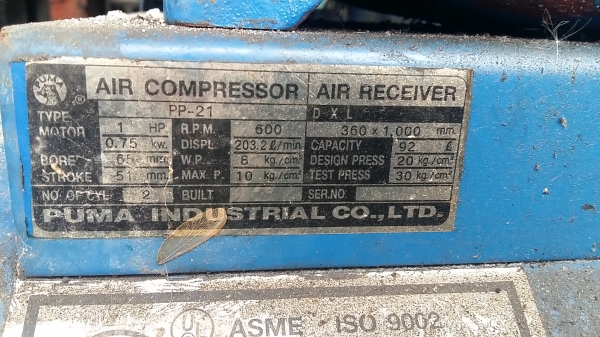 PUMA ®
AIR COMPRESSOR AIR RECEIVER
TYPE PP-21 D X L
MOTOR 1 HP. R.P.M. 600 360 x 1,000 mm.
0.75 kw. DISPL. 203.2 ℓ/min CAPACITY 92 ℓ
BORE 65 mm. W.P. 8 kg./cm² DESIGN PRESS 20 kg./cm²
STROKE 51 mm. MAX P. 10 kg./cm² TEST PRESS 30 kg./cm²
NO. OF CYL 2 BUILT SER.NO.
PUMA INDUSTRIAL CO., LTD.
ASME · ISO 9002